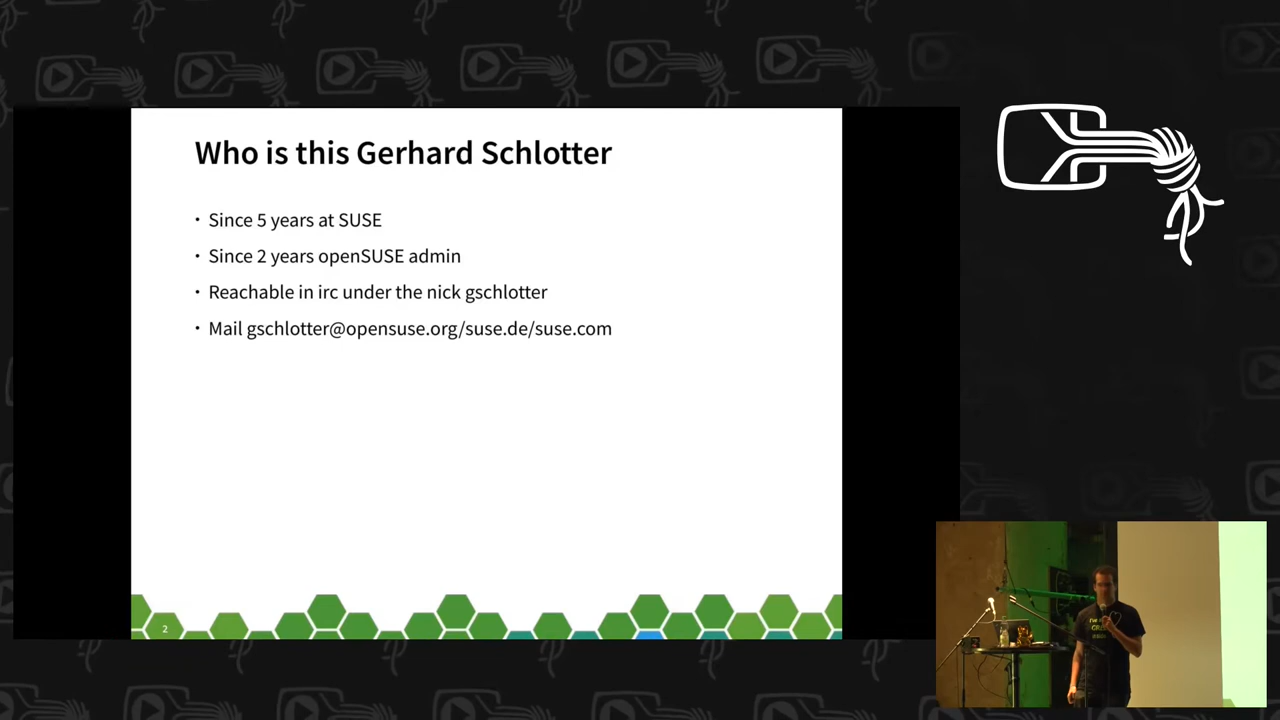 Who is this Gerhard Schlotter
• Since 5 years at SUSE
• Since 2 years openSUSE admin
• Reachable in irc under the nick gschlotter
• Mail gschlotter@opensuse.org/suse.de/suse.com
2